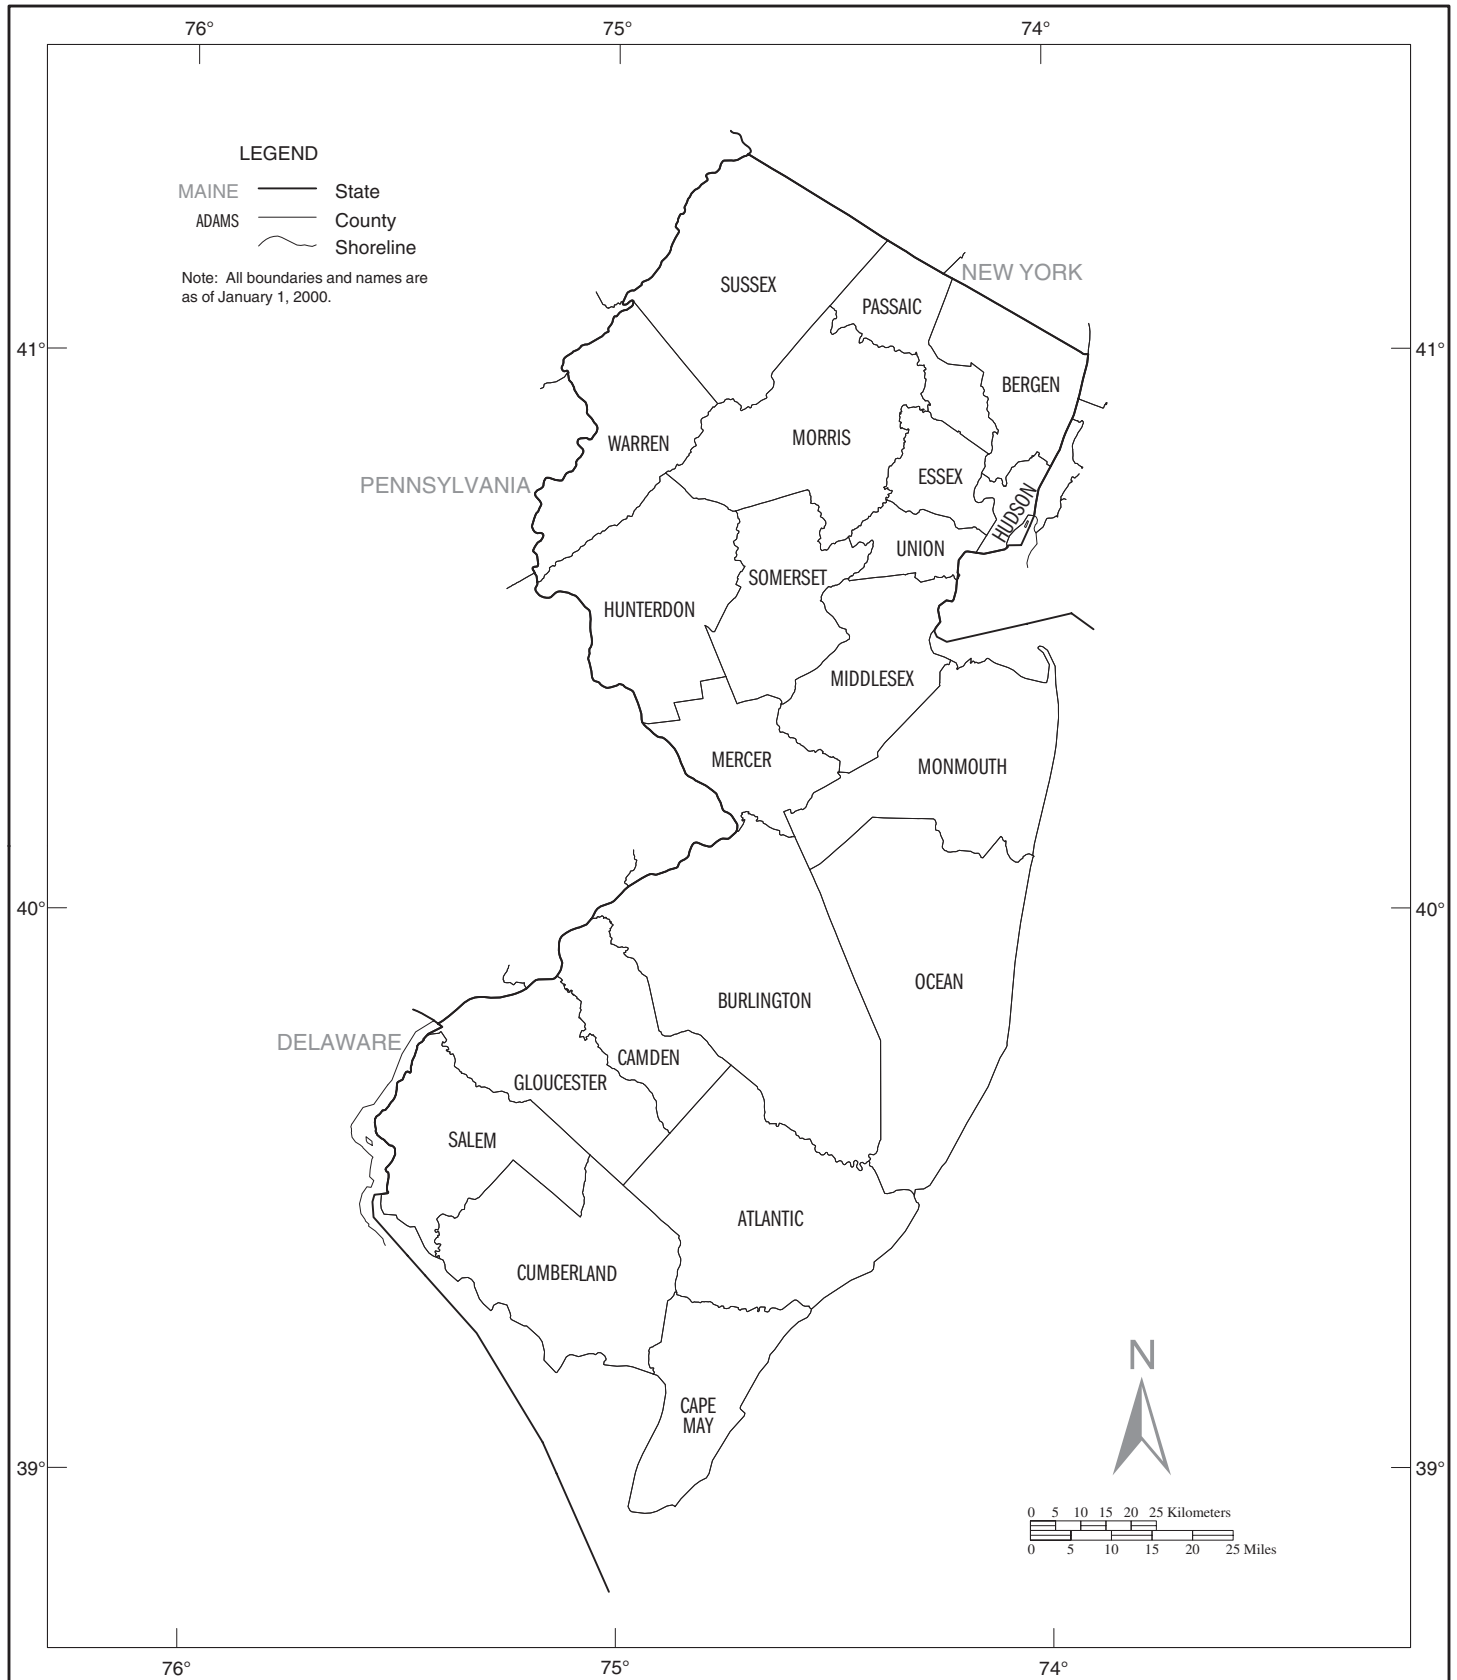 76°
75°
74°
LEGEND
MAINE
State
ADAMS
County
Shoreline
Note: All boundaries and names are
as of January 1, 2000.
NEW YORK
SUSSEX
PASSAIC
41°
41°
BERGEN
MORRIS
WARREN
ESSEX
PENNSYLVANIA
HUDSON
UNION
SOMERSET
HUNTERDON
MIDDLESEX
MERCER
MONMOUTH
40°
40°
OCEAN
BURLINGTON
DELAWARE
CAMDEN
GLOUCESTER
SALEM
ATLANTIC
CUMBERLAND
N
CAPE
MAY
39°
39°
0 5 10 15 20 25 Kilometers
0 5 10 15 20 25 Miles
76°
75°
74°